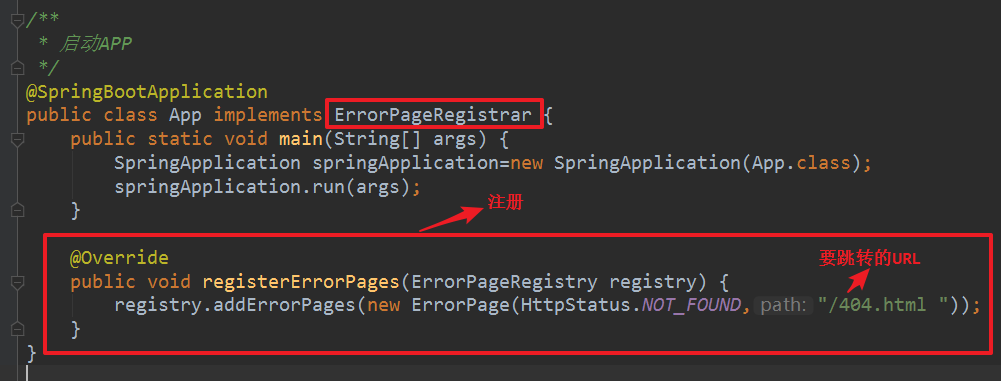 /**
 * 启动APP
 */
@SpringBootApplication
public class App implements ErrorPageRegistrar {
    public static void main(String[] args) {
        SpringApplication springApplication=new SpringApplication(App.class);
        springApplication.run(args);
    }
注册
    @Override
要跳转的URL
    public void registerErrorPages(ErrorPageRegistry registry) {
        registry.addErrorPages(new ErrorPage(HttpStatus.NOT_FOUND, path: "/404.html "));
    }
}